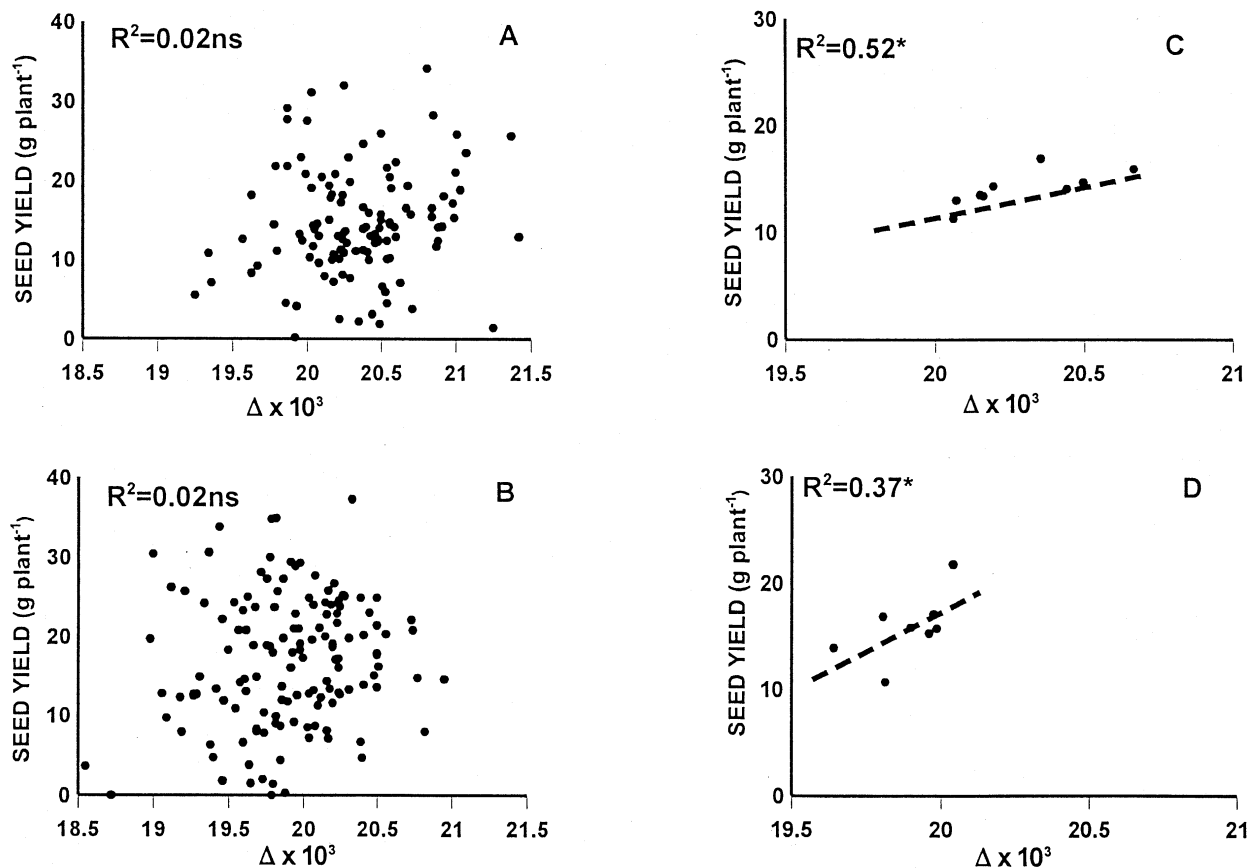 R²=0.02ns
A
SEED YIELD (g plant⁻¹)
40
30
20
10
0
18.5 19 19.5 20 20.5 21 21.5
Δ x 10³
R²=0.52*
C
SEED YIELD (g plant⁻¹)
30
20
10
0
19.5 20 20.5 21
Δ x 10³
R²=0.02ns
B
SEED YIELD (g plant⁻¹)
40
30
20
10
0
18.5 19 19.5 20 20.5 21 21.5
Δ x 10³
R²=0.37*
D
SEED YIELD (g plant⁻¹)
30
20
10
0
19.5 20 20.5 21
Δ x 10³